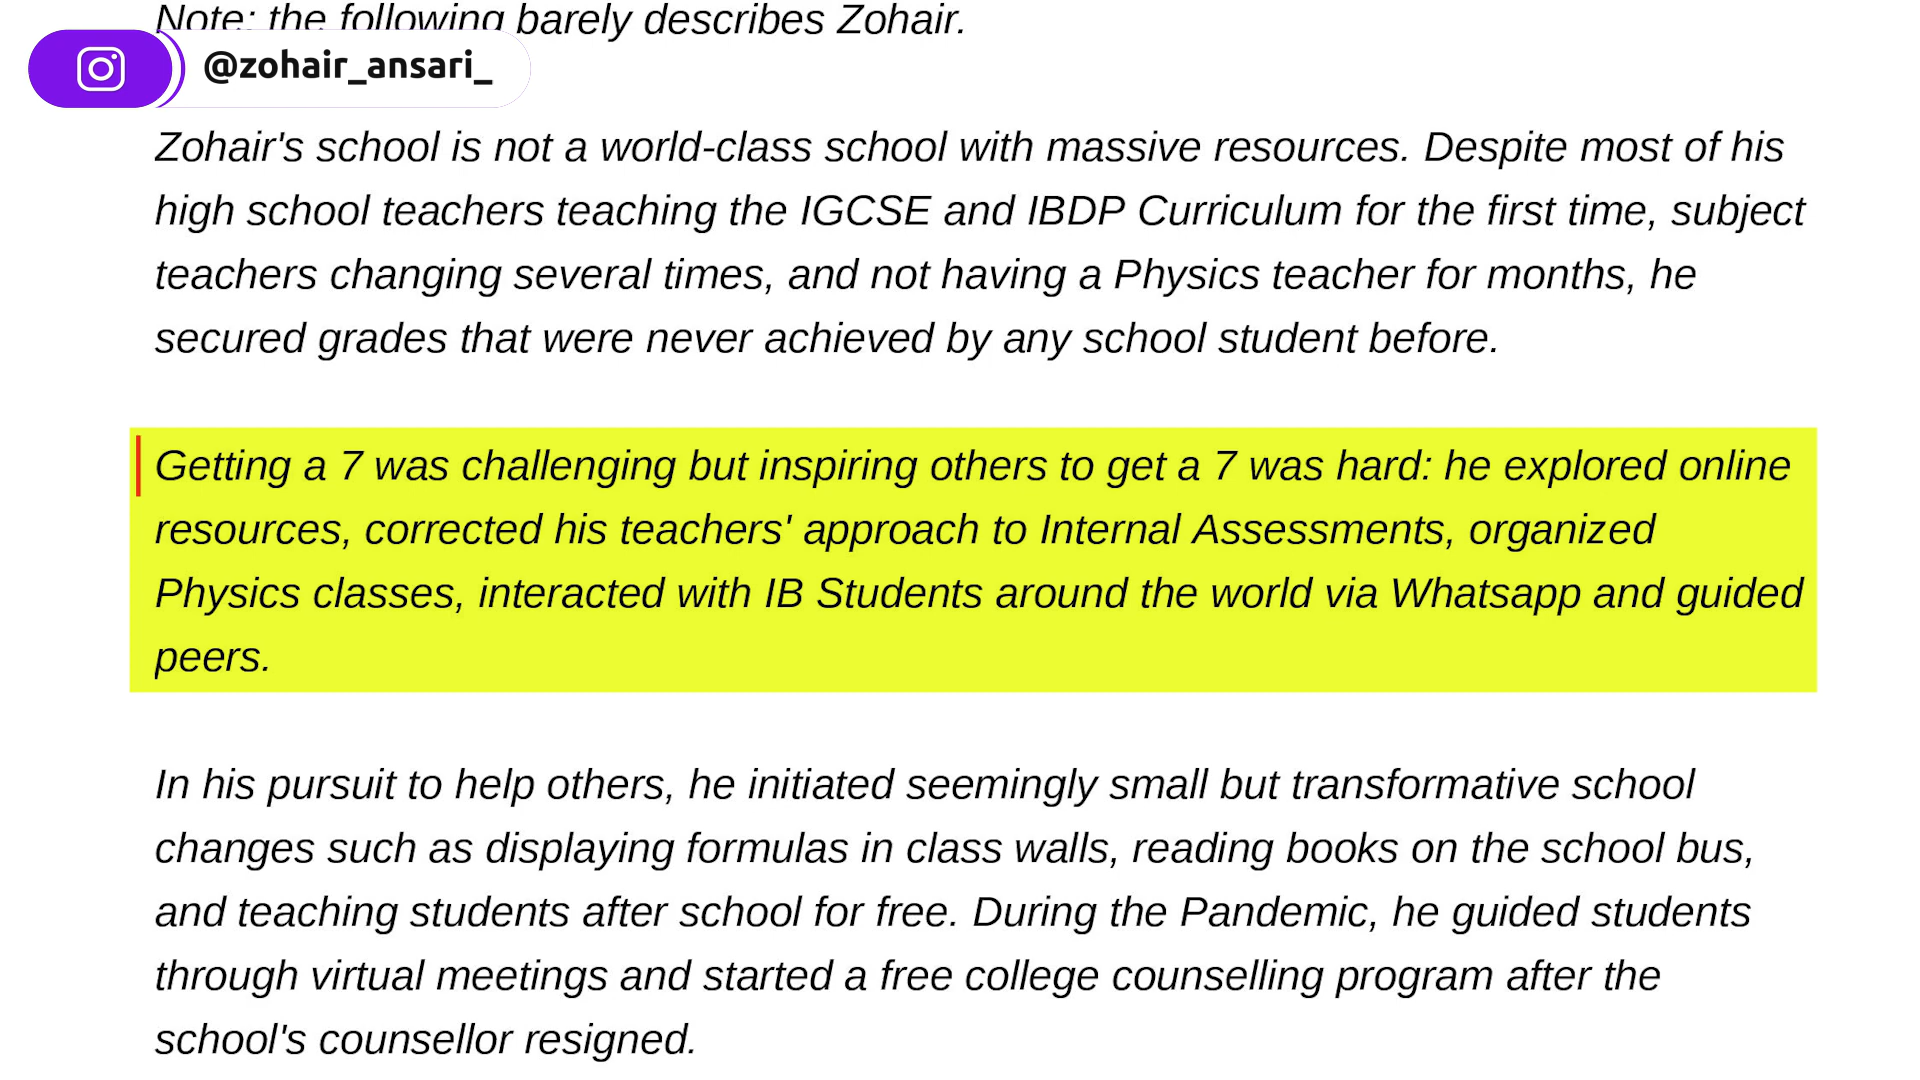 Note: the following barely describes Zohair.
@zohair_ansari_
Zohair's school is not a world-class school with massive resources. Despite most of his
high school teachers teaching the IGCSE and IBDP Curriculum for the first time, subject
teachers changing several times, and not having a Physics teacher for months, he
secured grades that were never achieved by any school student before.
Getting a 7 was challenging but inspiring others to get a 7 was hard: he explored online
resources, corrected his teachers' approach to Internal Assessments, organized
Physics classes, interacted with IB Students around the world via Whatsapp and guided
peers.
In his pursuit to help others, he initiated seemingly small but transformative school
changes such as displaying formulas in class walls, reading books on the school bus,
and teaching students after school for free. During the Pandemic, he guided students
through virtual meetings and started a free college counselling program after the
school's counsellor resigned.